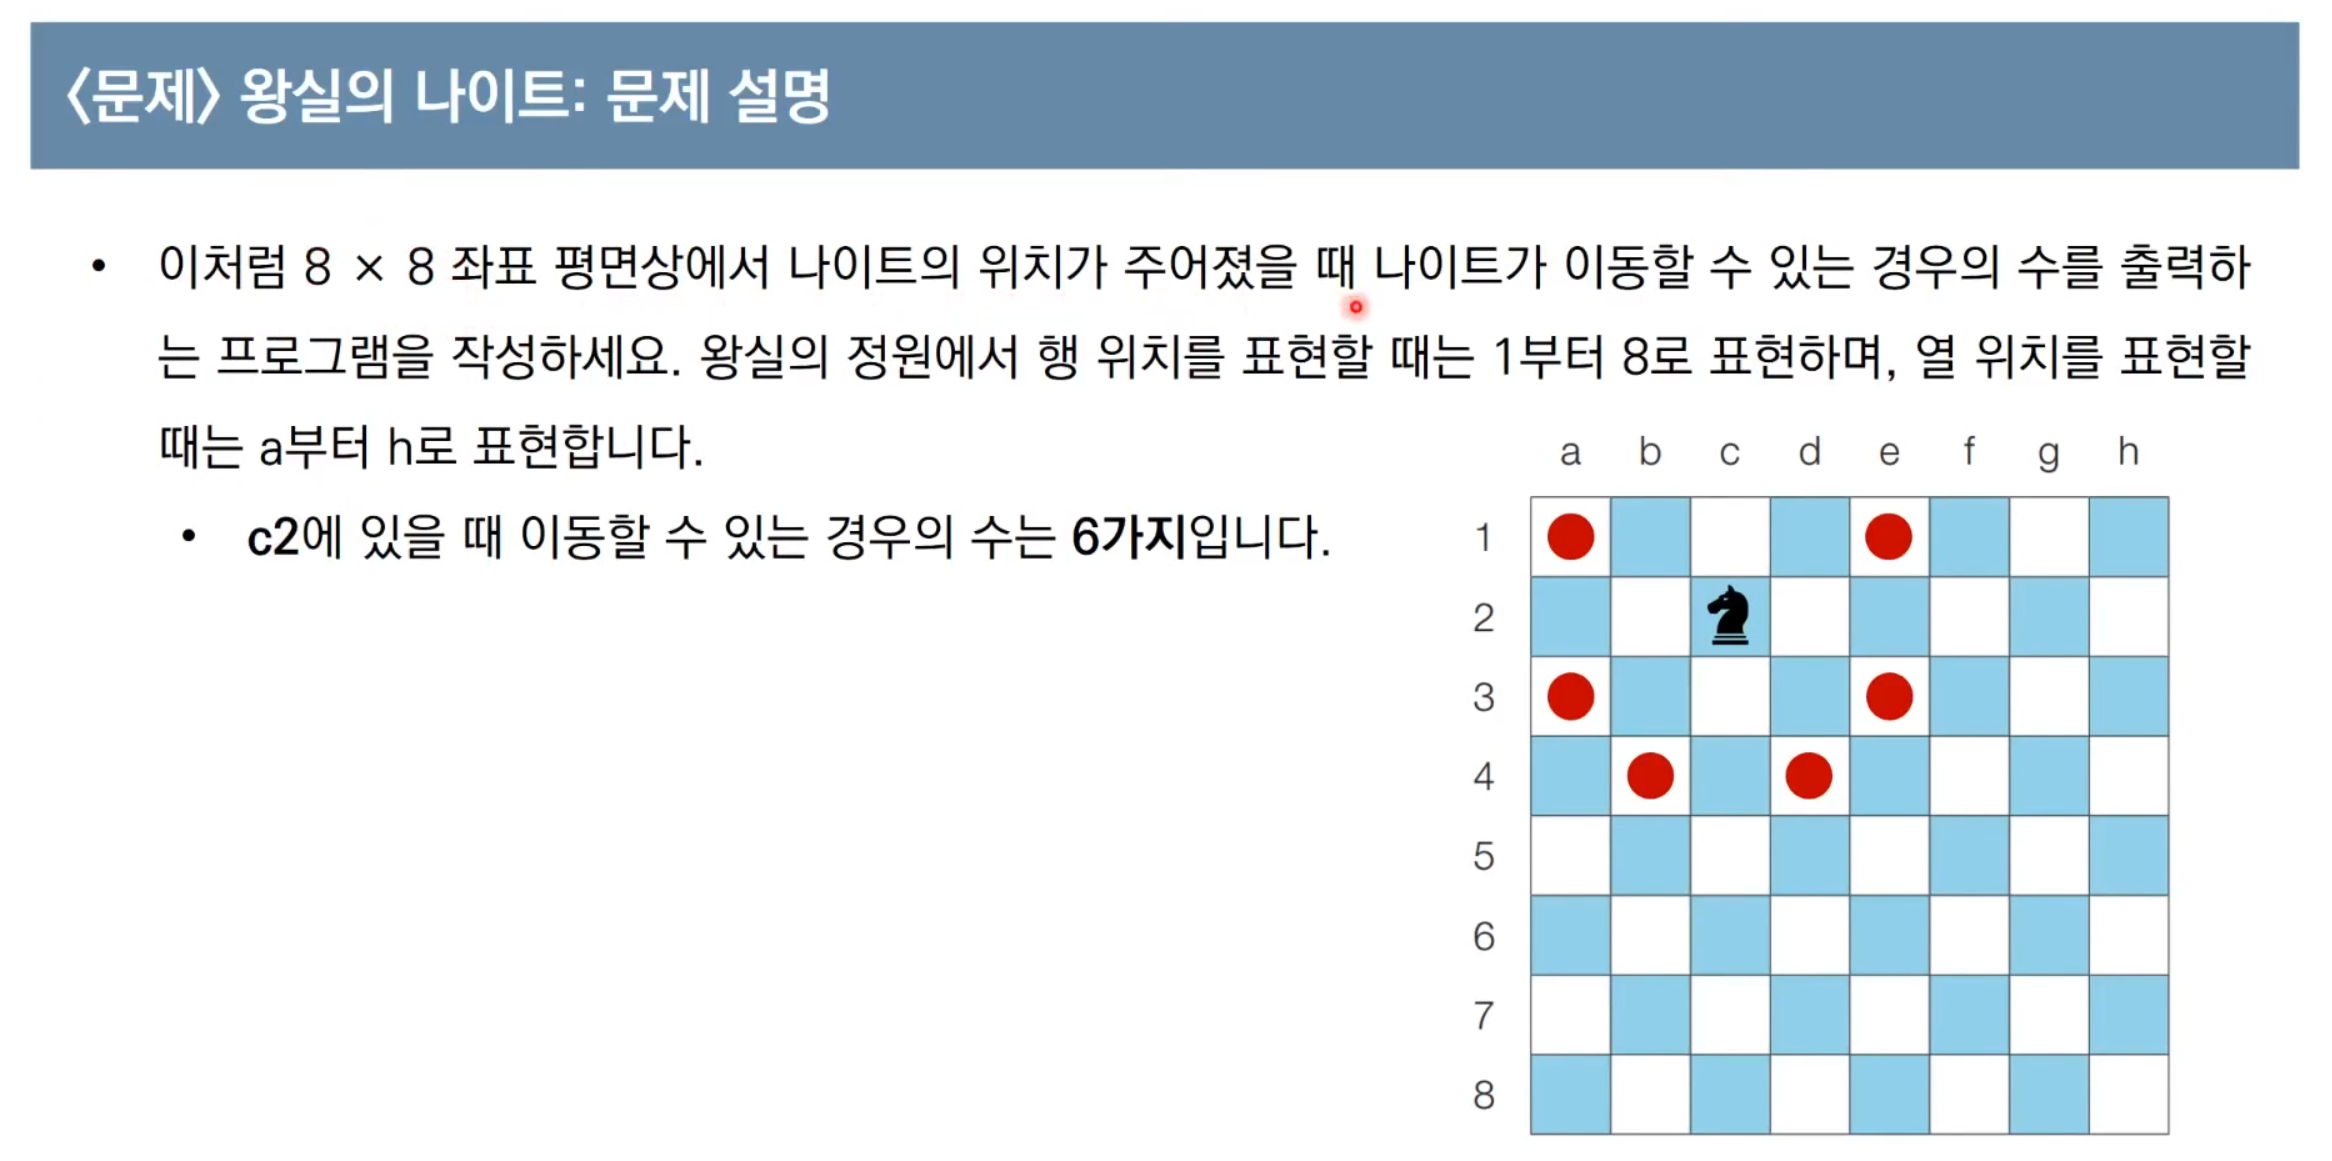 〈문제〉 왕실의 나이트: 문제 설명
• 이처럼 8 × 8 좌표 평면상에서 나이트의 위치가 주어졌을 때 나이트가 이동할 수 있는 경우의 수를 출력하
는 프로그램을 작성하세요. 왕실의 정원에서 행 위치를 표현할 때는 1부터 8로 표현하며, 열 위치를 표현할
때는 a부터 h로 표현합니다.
• c2에 있을 때 이동할 수 있는 경우의 수는 6가지입니다.
a b c d e f g h
1
2
3
4
5
6
7
8